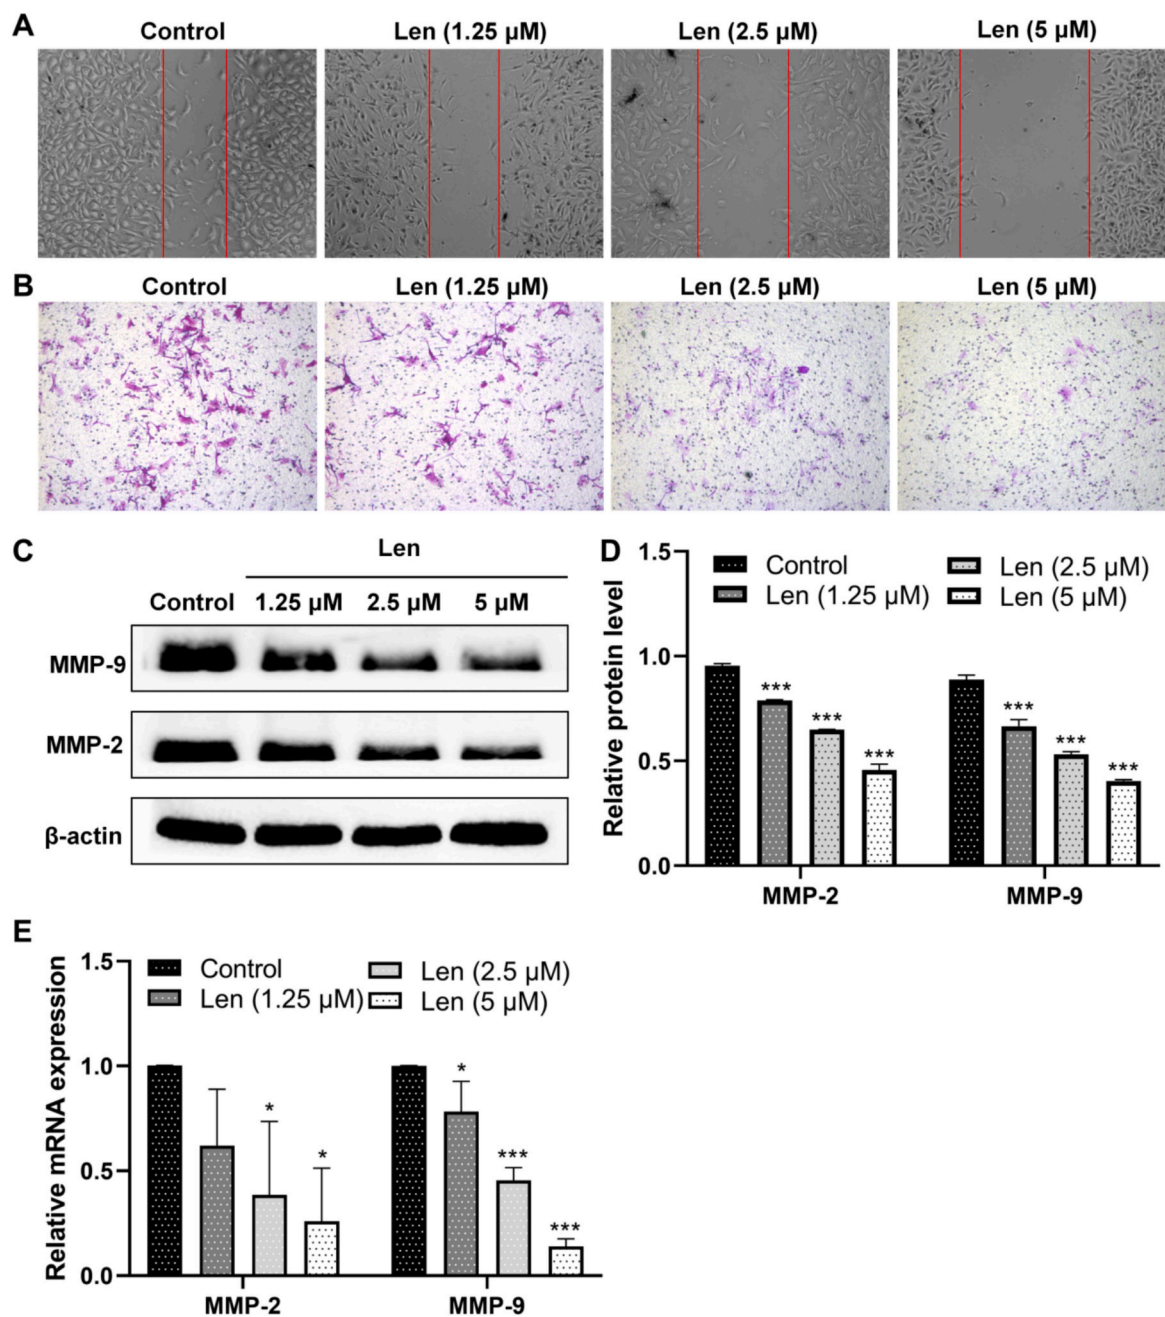 A
Control
Len (1.25 μM)
Len (2.5 μM)
Len (5 μM)
B
Control
Len (1.25 μM)
Len (2.5 μM)
Len (5 μM)
C
Len
Control
1.25 μM
2.5 μM
5 μM
MMP-9
MMP-2
β-actin
D
Relative protein level
1.5
1.0
0.5
0.0
Control
Len (1.25 μM)
Len (2.5 μM)
Len (5 μM)
***
***
***
***
***
***
MMP-2
MMP-9
E
Relative mRNA expression
1.5
1.0
0.5
0.0
Control
Len (1.25 μM)
Len (2.5 μM)
Len (5 μM)
*
*
*
***
***
MMP-2
MMP-9